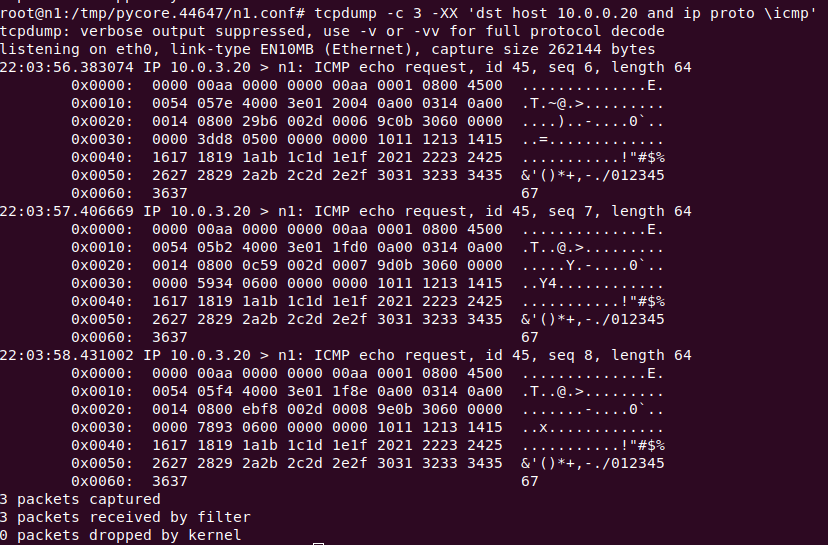 root@n1:/tmp/pycore.44647/n1.conf# tcpdump -c 3 -XX 'dst host 10.0.0.20 and ip proto \icmp'
tcpdump: verbose output suppressed, use -v or -vv for full protocol decode
listening on eth0, link-type EN10MB (Ethernet), capture size 262144 bytes
22:03:56.383074 IP 10.0.3.20 > n1: ICMP echo request, id 45, seq 6, length 64
0x0000:  0000 00aa 0000 0000 00aa 0001 0800 4500  ..............E.
0x0010:  0054 057e 4000 3e01 2004 0a00 0314 0a00  .T.~@.>.........
0x0020:  0014 0800 29b6 002d 0006 9c0b 3060 0000  ....)..-....0`..
0x0030:  0000 3dd8 0500 0000 0000 1011 1213 1415  ..=.............
0x0040:  1617 1819 1a1b 1c1d 1e1f 2021 2223 2425  ...........!"#$%
0x0050:  2627 2829 2a2b 2c2d 2e2f 3031 3233 3435  &'()*+,-./012345
0x0060:  3637                                     67
22:03:57.406669 IP 10.0.3.20 > n1: ICMP echo request, id 45, seq 7, length 64
0x0000:  0000 00aa 0000 0000 00aa 0001 0800 4500  ..............E.
0x0010:  0054 05b2 4000 3e01 1fd0 0a00 0314 0a00  .T..@.>.........
0x0020:  0014 0800 0c59 002d 0007 9d0b 3060 0000  .....Y.-....0`..
0x0030:  0000 5934 0600 0000 0000 1011 1213 1415  ..Y4............
0x0040:  1617 1819 1a1b 1c1d 1e1f 2021 2223 2425  ...........!"#$%
0x0050:  2627 2829 2a2b 2c2d 2e2f 3031 3233 3435  &'()*+,-./012345
0x0060:  3637                                     67
22:03:58.431002 IP 10.0.3.20 > n1: ICMP echo request, id 45, seq 8, length 64
0x0000:  0000 00aa 0000 0000 00aa 0001 0800 4500  ..............E.
0x0010:  0054 05f4 4000 3e01 1f8e 0a00 0314 0a00  .T..@.>.........
0x0020:  0014 0800 ebf8 002d 0008 9e0b 3060 0000  .......-....0`..
0x0030:  0000 7893 0600 0000 0000 1011 1213 1415  ..x.............
0x0040:  1617 1819 1a1b 1c1d 1e1f 2021 2223 2425  ...........!"#$%
0x0050:  2627 2829 2a2b 2c2d 2e2f 3031 3233 3435  &'()*+,-./012345
0x0060:  3637                                     67
3 packets captured
3 packets received by filter
0 packets dropped by kernel